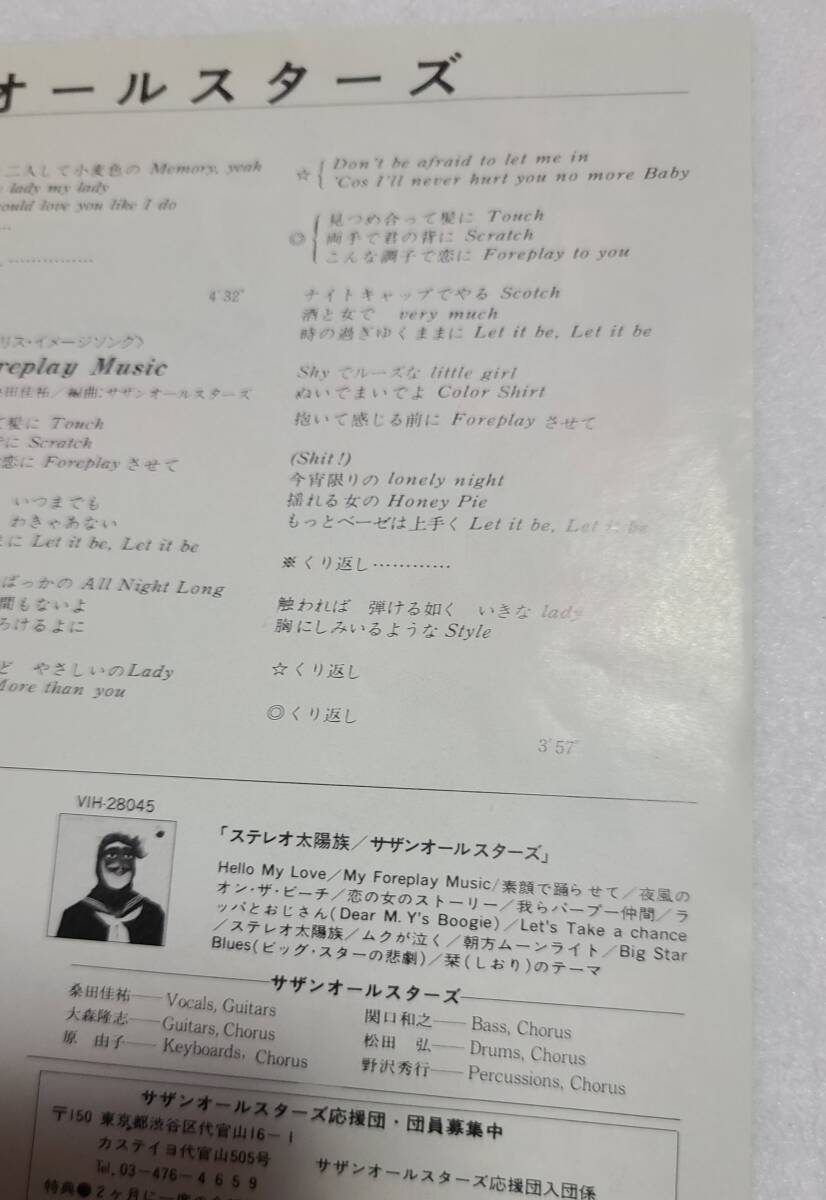 オールスターズ
二人して小麦色の Memory, yeah
lady my lady
ould love you like I do
……………
4′32″
リス・イメージソング〉
replay Music
桑田佳祐／編曲:サザンオールスターズ
て髪に Touch
に Scratch
恋に Foreplay させて
いつまでも
わきゃあない
まに Let it be, Let it be
ばっかの All Night Long
間もないよ
ろけるよに
ど やさしいのLady
More than you
☆ Don't be afraid to let me in
'Cos I'll never hurt you no more Baby
◎ 見つめ合って髪に Touch
両手で君の背に Scratch
こんな調子で恋に Foreplay to you
ナイトキャップでやる Scotch
酒と女で very much
時の過ぎゆくままに Let it be, Let it be
Shy でルーズな little girl
ぬいでまいてよ Color Shirt
抱いて感じる前に Foreplay させて
(Shit!)
今宵限りの lonely night
揺れる女の Honey Pie
もっとベーゼは上手く Let it be, Let it be
※くり返し…………
触われば 弾ける如く いきな lady
胸にしみいるような Style
☆くり返し
◎くり返し
3′57″
VIH-28045
「ステレオ太陽族／サザンオールスターズ」
Hello My Love／My Foreplay Music／素顔で踊らせて／夜風の
オン・ザ・ビーチ／恋の女のストーリー／我らパープー仲間／ラ
ッパとおじさん(Dear M. Y's Boogie)／Let's Take a chance
／ステレオ太陽族／ムクが泣く／朝方ムーンライト／Big Star
Blues(ビッグ・スターの悲劇)／栞(しおり)のテーマ
サザンオールスターズ
桑田佳祐 Vocals, Guitars
大森隆志 Guitars, Chorus
原 由子 Keyboards, Chorus
関口和之 Bass, Chorus
松田 弘 Drums, Chorus
野沢秀行 Percussions, Chorus
サザンオールスターズ応援団・団員募集中
〒150 東京都渋谷区代官山16-1
カステイヨ代官山505号
Tel. 03-476-4659
サザンオールスターズ応援団入団係
特典●2ヶ月に一度の